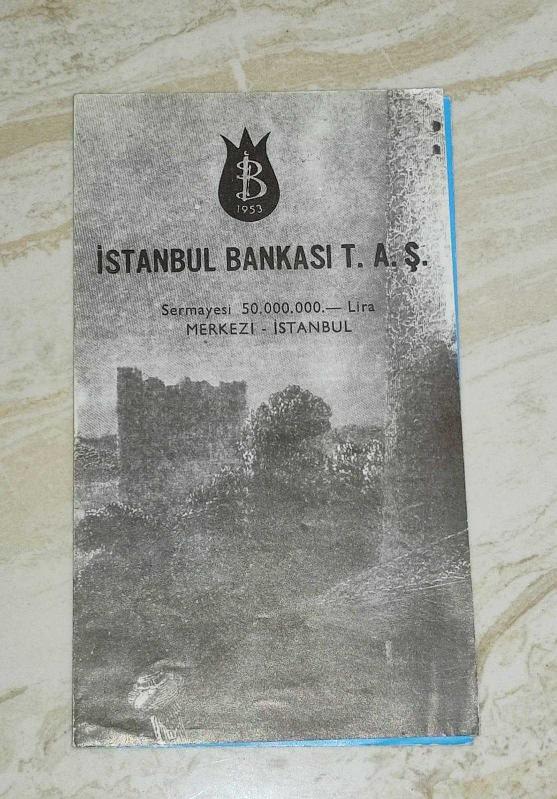 İB
1953
İSTANBUL BANKASI T. A. Ş.
Sermayesi 50.000.000.— Lira
MERKEZİ - İSTANBUL